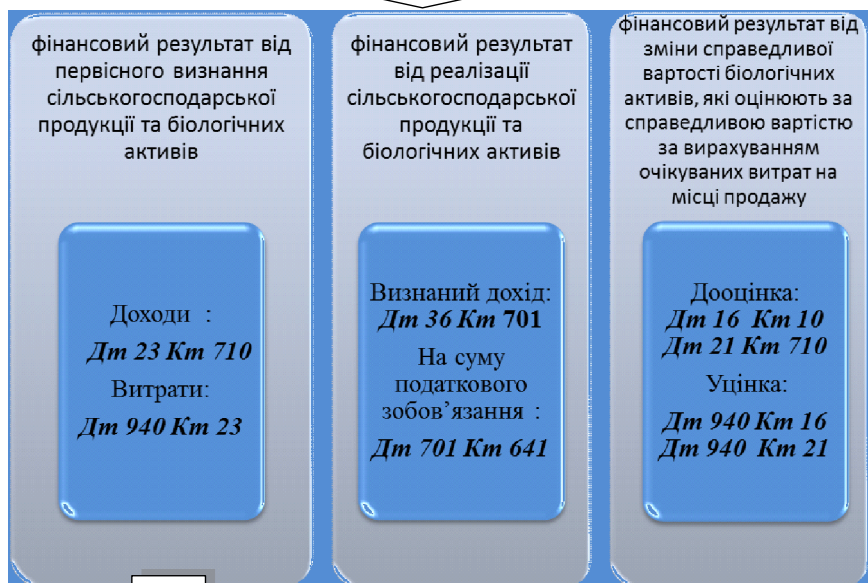 фінансовий результат від
первісного визнання
сільськогосподарської
продукції та біологічних
активів
Доходи :
Дт 23 Кт 710
Витрати:
Дт 940 Кт 23
фінансовий результат
від реалізації
сільськогосподарської
продукції та
біологічних активів
Визнаний дохід:
Дт 36 Кт 701
На суму
податкового
зобов’язання :
Дт 701 Кт 641
фінансовий результат від
зміни справедливої
вартості біологічних
активів, які оцінюють за
справедливою вартістю
за вирахуванням
очікуваних витрат на
місці продажу
Дооцінка:
Дт 16 Кт 10
Дт 21 Кт 710
Уцінка:
Дт 940 Кт 16
Дт 940 Кт 21